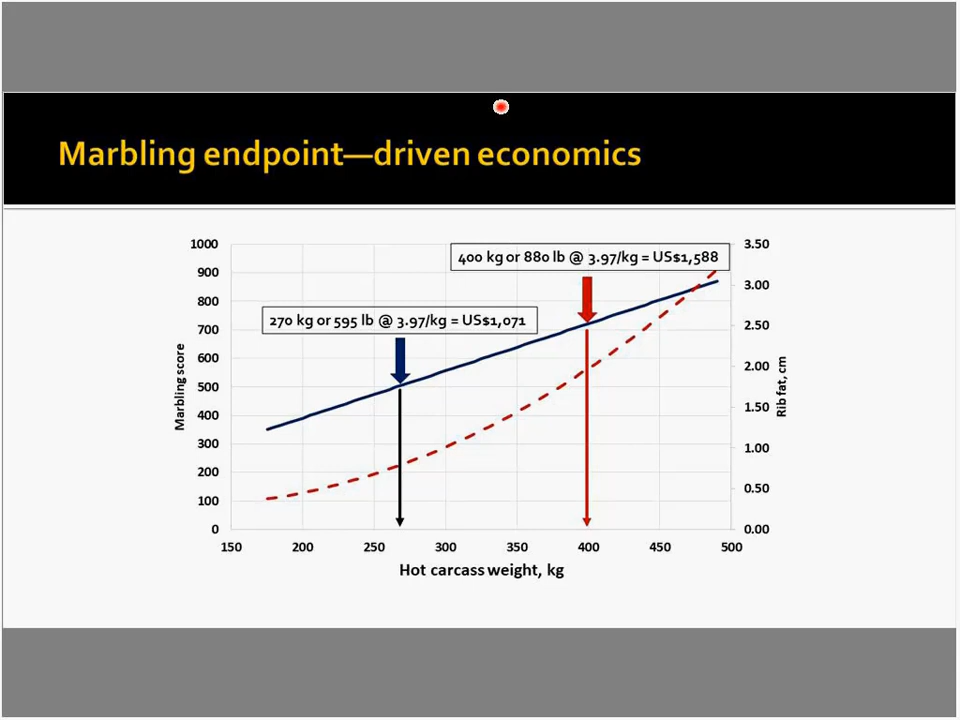 Marbling endpoint—driven economics
400 kg or 880 lb @ 3.97/kg = US$1,588
270 kg or 595 lb @ 3.97/kg = US$1,071
1000
900
800
700
600
500
400
300
200
100
0
Marbling score
3.50
3.00
2.50
2.00
1.50
1.00
0.50
0.00
Rib fat, cm
150 200 250 300 350 400 450 500
Hot carcass weight, kg